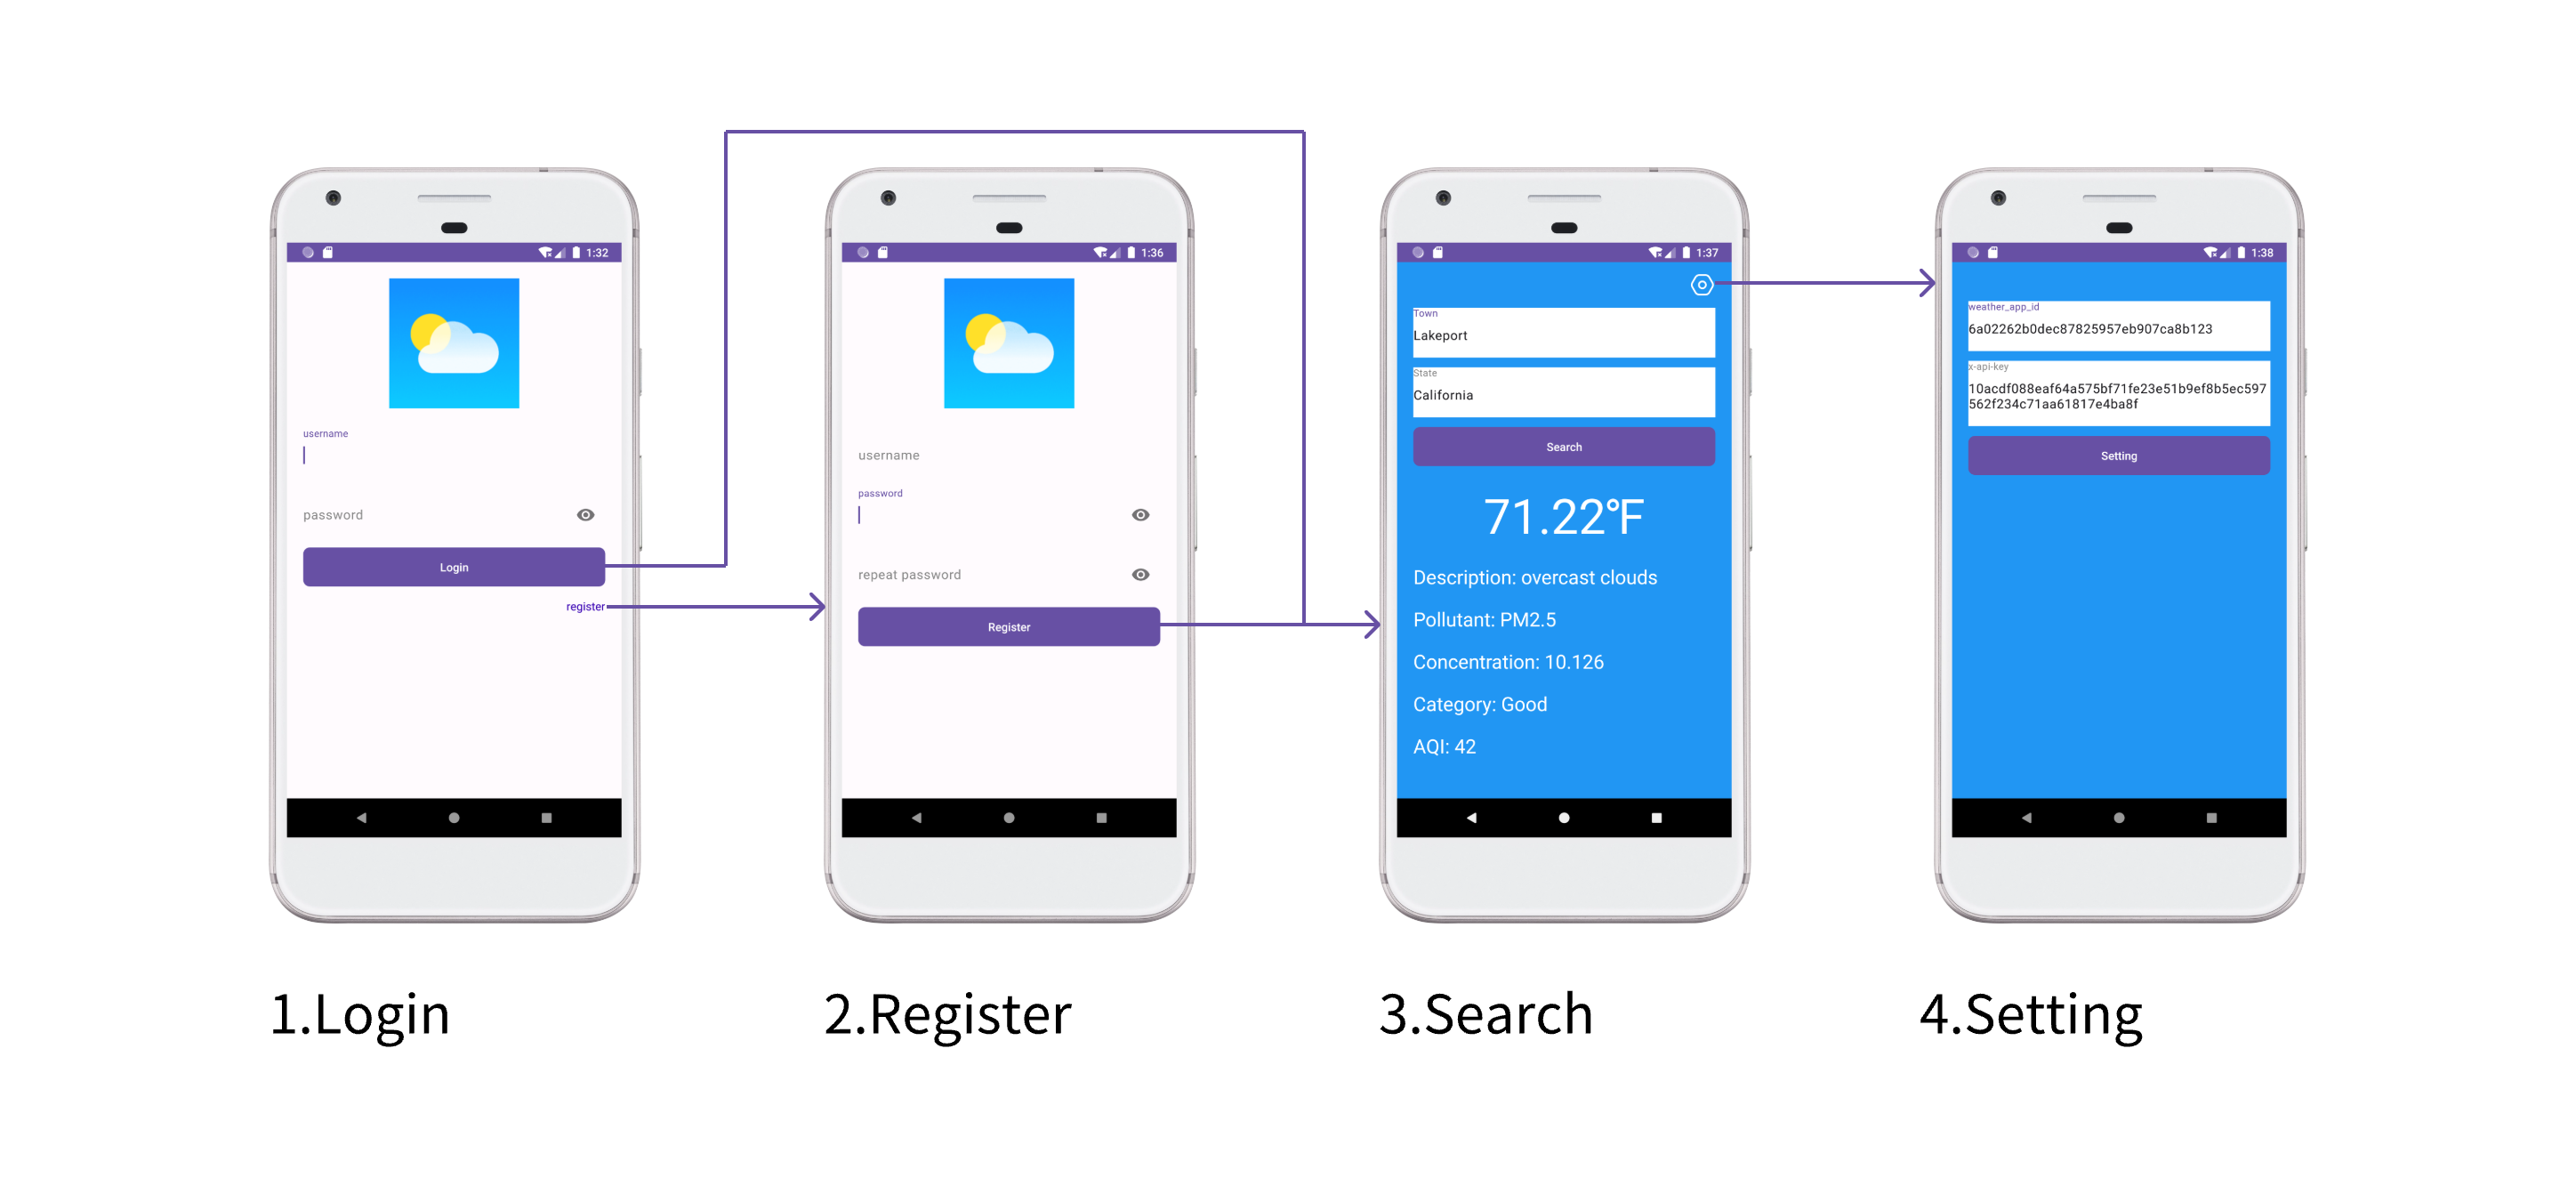 1:32
username
password
Login
register
1.Login
1:36
username
password
repeat password
Register
2.Register
1:37
Town
Lakeport
State
California
Search
71.22°F
Description: overcast clouds
Pollutant: PM2.5
Concentration: 10.126
Category: Good
AQI: 42
3.Search
1:38
weather_app_id
6a02262b0dec87825957eb907ca8b123
x-api-key
10acdf088eaf64a575bf71fe23e51b9ef8b5ec597
562f234c71aa61817e4ba8f
Setting
4.Setting